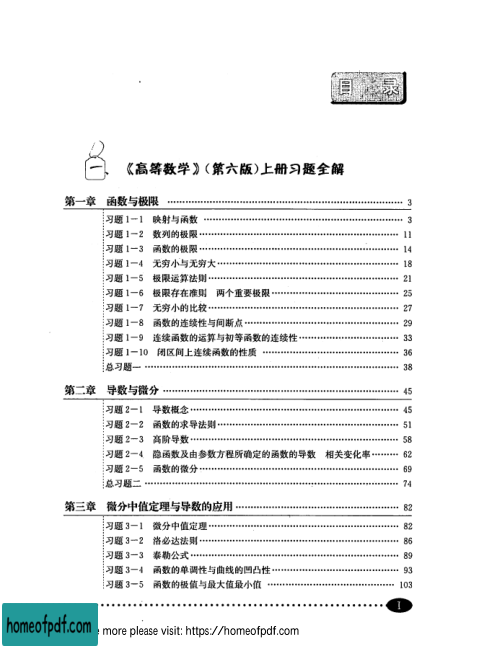 目 录
一、《高等数学》(第六版)上册习题全解
第一章 函数与极限 …… 3
习题1-1 映射与函数 …… 3
习题1-2 数列的极限 …… 11
习题1-3 函数的极限 …… 14
习题1-4 无穷小与无穷大 …… 18
习题1-5 极限运算法则 …… 21
习题1-6 极限存在准则 两个重要极限 …… 25
习题1-7 无穷小的比较 …… 27
习题1-8 函数的连续性与间断点 …… 29
习题1-9 连续函数的运算与初等函数的连续性 …… 33
习题1-10 闭区间上连续函数的性质 …… 36
总习题一 …… 38
第二章 导数与微分 …… 45
习题2-1 导数概念 …… 45
习题2-2 函数的求导法则 …… 51
习题2-3 高阶导数 …… 58
习题2-4 隐函数及由参数方程所确定的函数的导数 相关变化率 …… 62
习题2-5 函数的微分 …… 69
总习题二 …… 74
第三章 微分中值定理与导数的应用 …… 82
习题3-1 微分中值定理 …… 82
习题3-2 洛必达法则 …… 86
习题3-3 泰勒公式 …… 89
习题3-4 函数的单调性与曲线的凹凸性 …… 93
习题3-5 函数的极值与最大值最小值 …… 103
I
homeofpdf.com
more please visit: https://homeofpdf.com